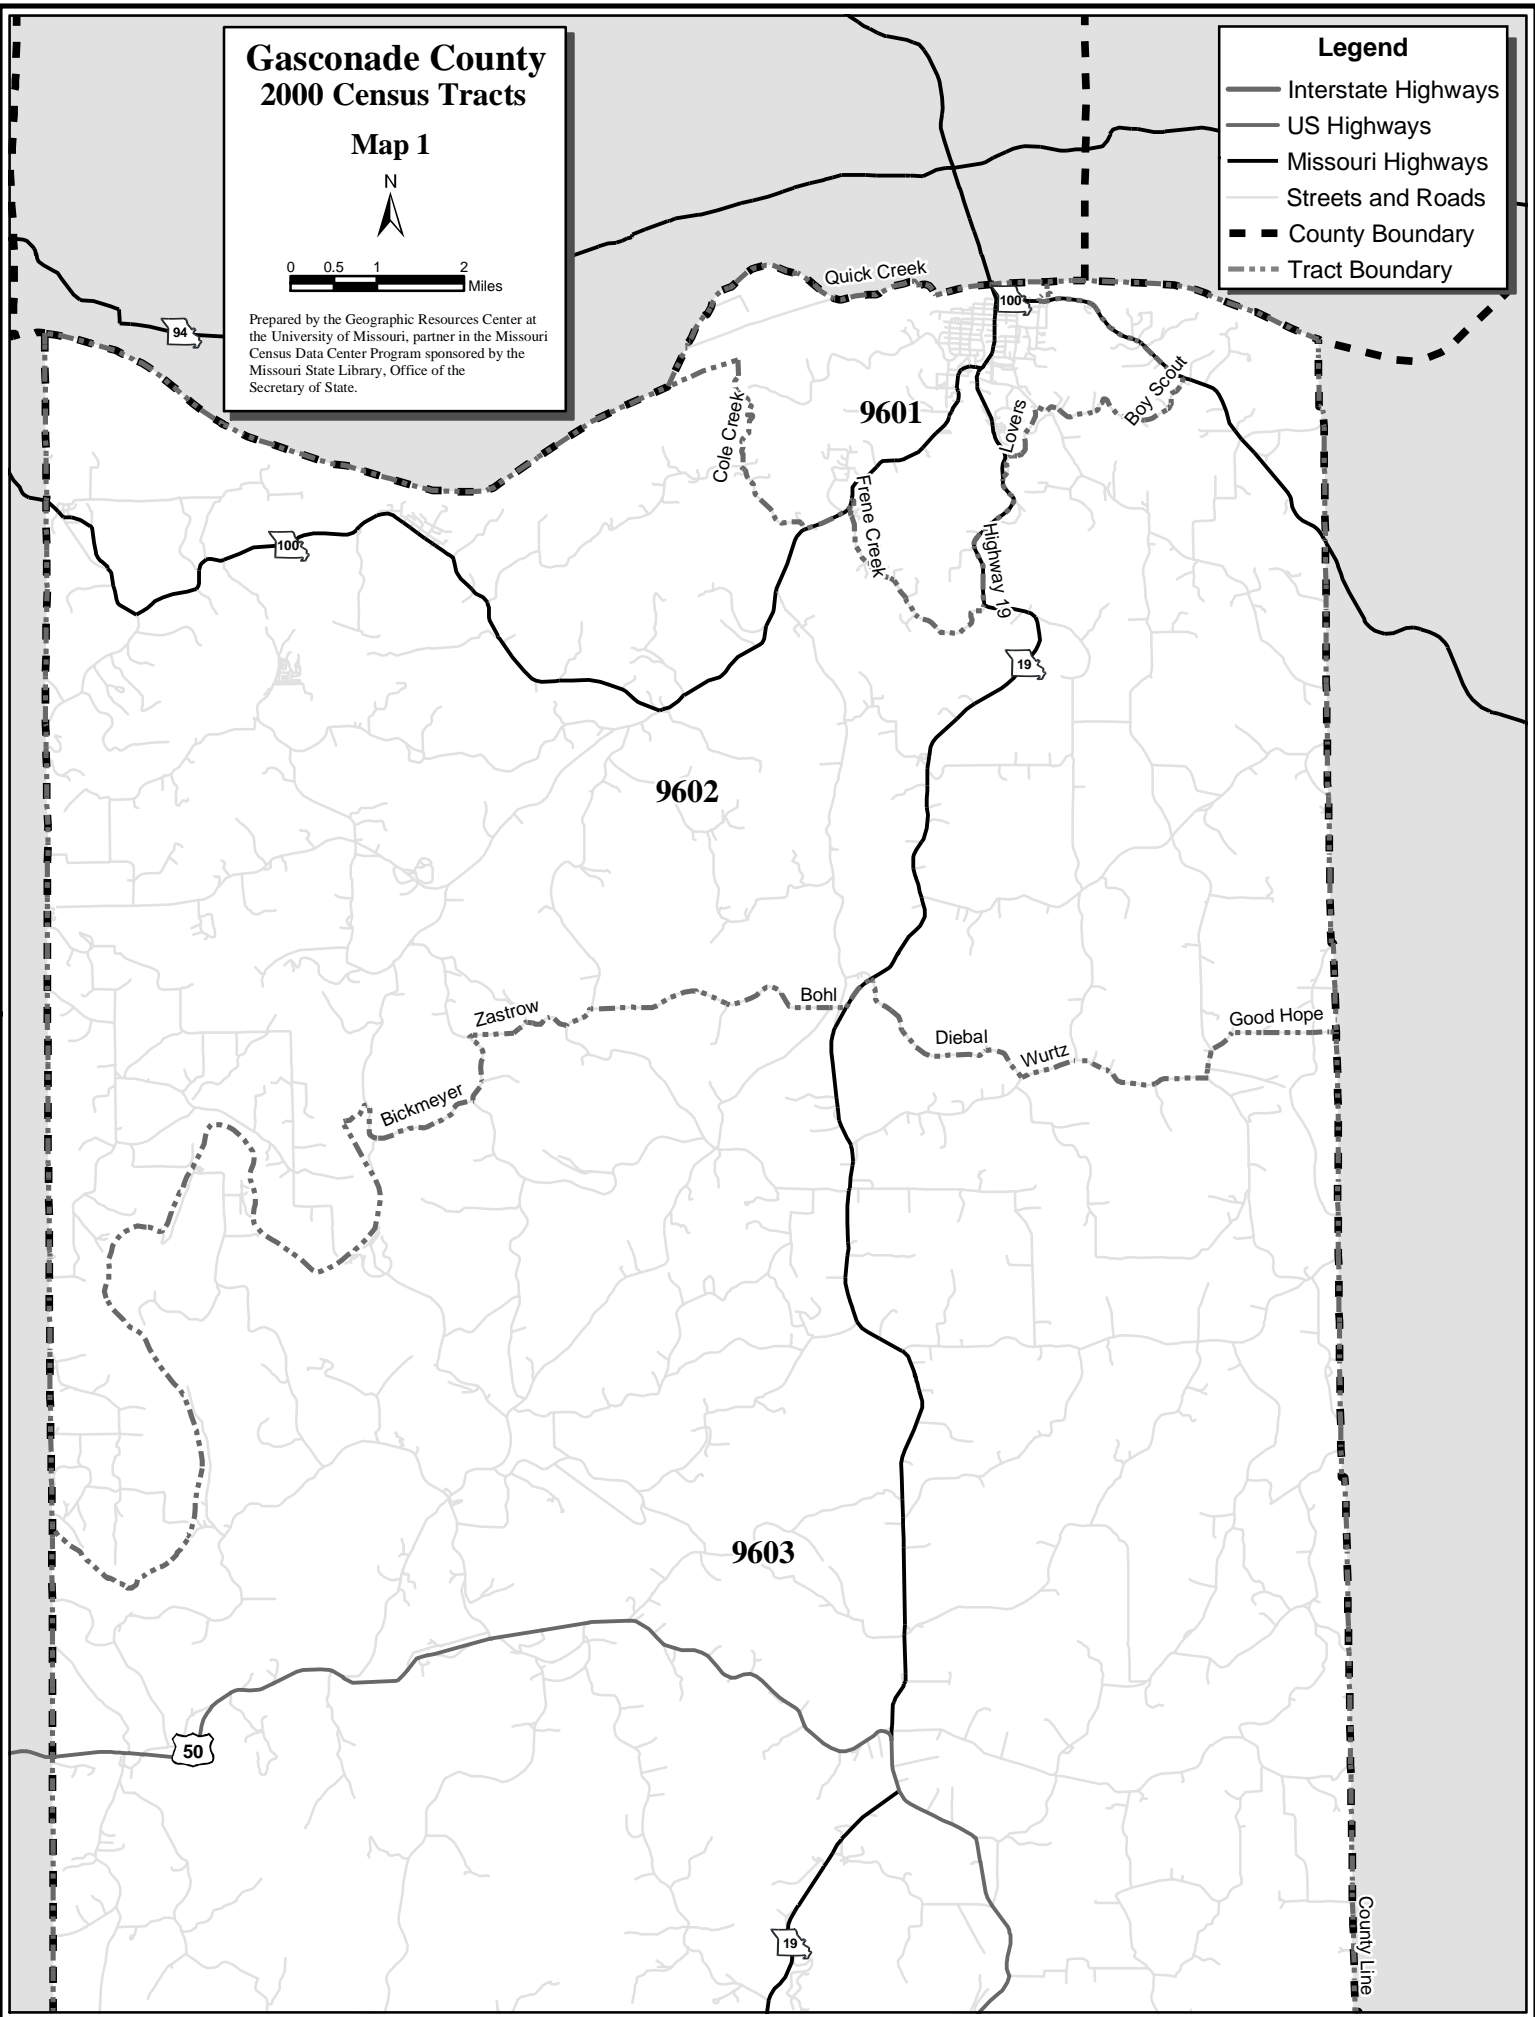 Gasconade County
2000 Census Tracts
Map 1
N
0 0.5 1 2
Miles
Prepared by the Geographic Resources Center at
the University of Missouri, partner in the Missouri
Census Data Center Program sponsored by the
Missouri State Library, Office of the
Secretary of State.
Legend
Interstate Highways
US Highways
Missouri Highways
Streets and Roads
County Boundary
Tract Boundary
Quick Creek
100
94
Boy Scout
9601
Lovers
Cole Creek
Frene Creek
100
Highway 19
19
9602
Bohl
Zastrow
Good Hope
Diebal
Wurtz
Bickmeyer
9603
50
19
County Line